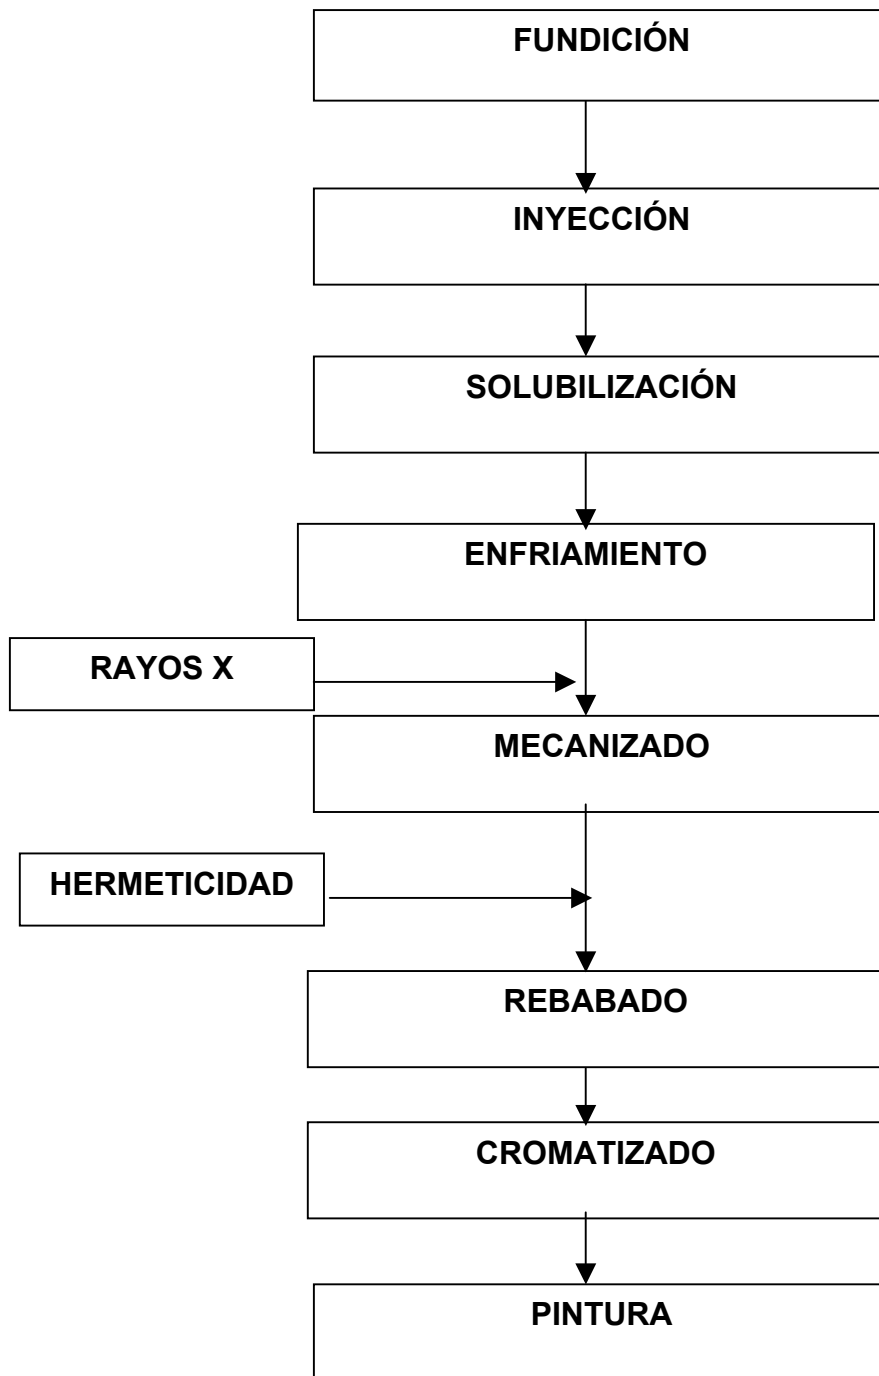 FUNDICIÓN
INYECCIÓN
SOLUBILIZACIÓN
ENFRIAMIENTO
RAYOS X
MECANIZADO
HERMETICIDAD
REBABADO
CROMATIZADO
PINTURA